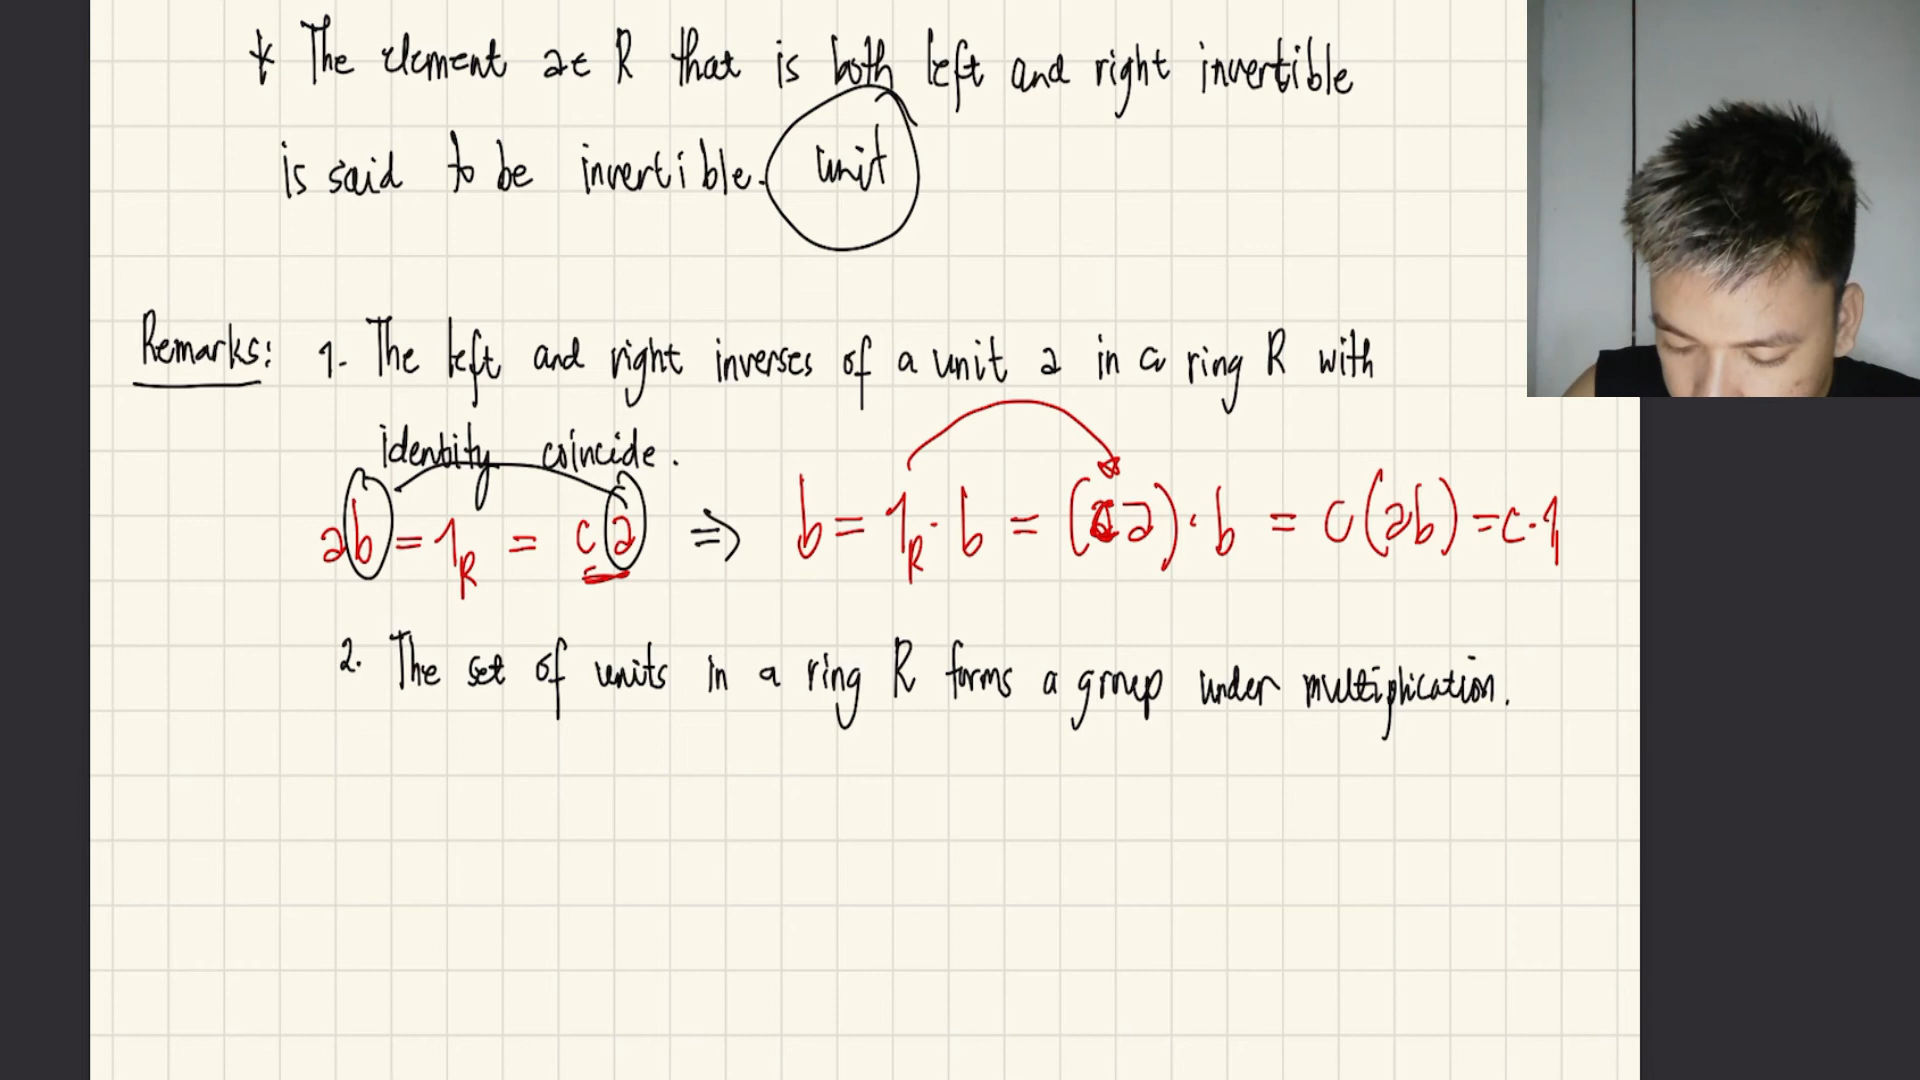 * The element a ∈ R that is both left and right invertible
is said to be invertible. unit
Remarks: 1. The left and right inverses of a unit a in a ring R with
identity coincide.
ab = 1_R = ca ⇒ b = 1_R · b = (ca) · b = c(ab) = c · 1
2. The set of units in a ring R forms a group under multiplication.